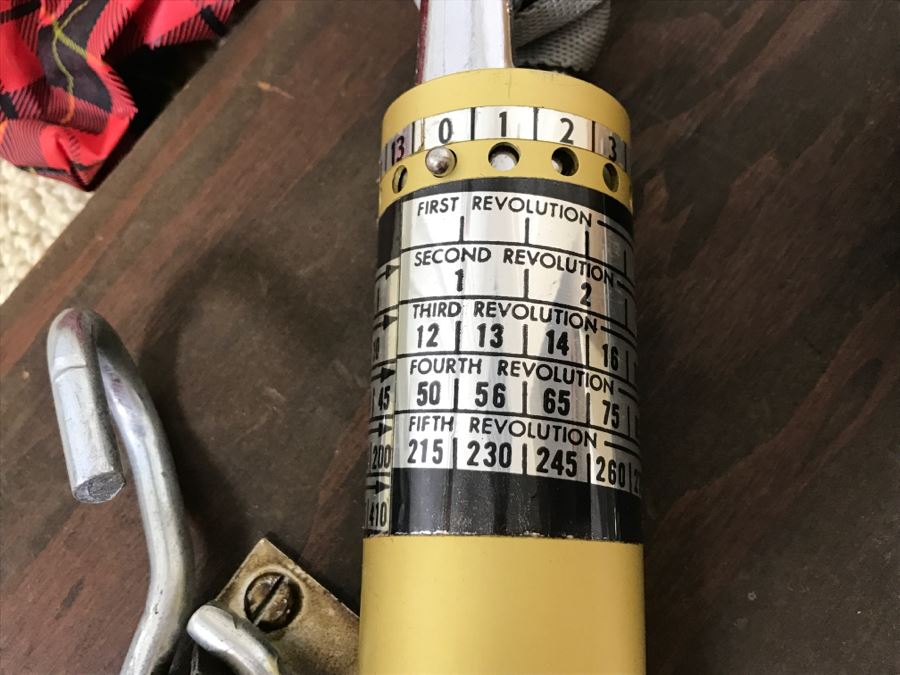 13 0 1 2 3
FIRST REVOLUTION
SECOND REVOLUTION
1 2
THIRD REVOLUTION
12 13 14 16
FOURTH REVOLUTION
45 50 56 65 75
FIFTH REVOLUTION
200 215 230 245 260
410